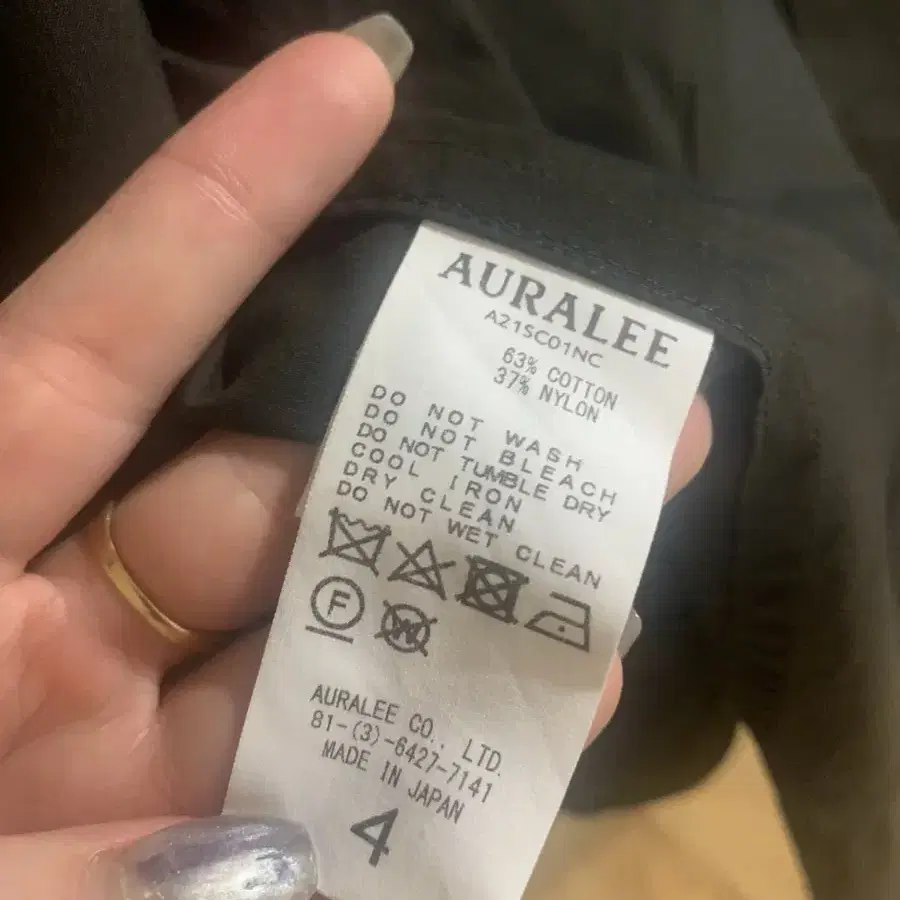 AURALEE
A21SC01NC
63% COTTON
37% NYLON
DO NOT WASH
DO NOT BLEACH
DO NOT TUMBLE DRY
COOL IRON
DRY CLEAN
DO NOT WET CLEAN
F W
AURALEE CO., LTD.
81-(3)-6427-7141
MADE IN JAPAN
4